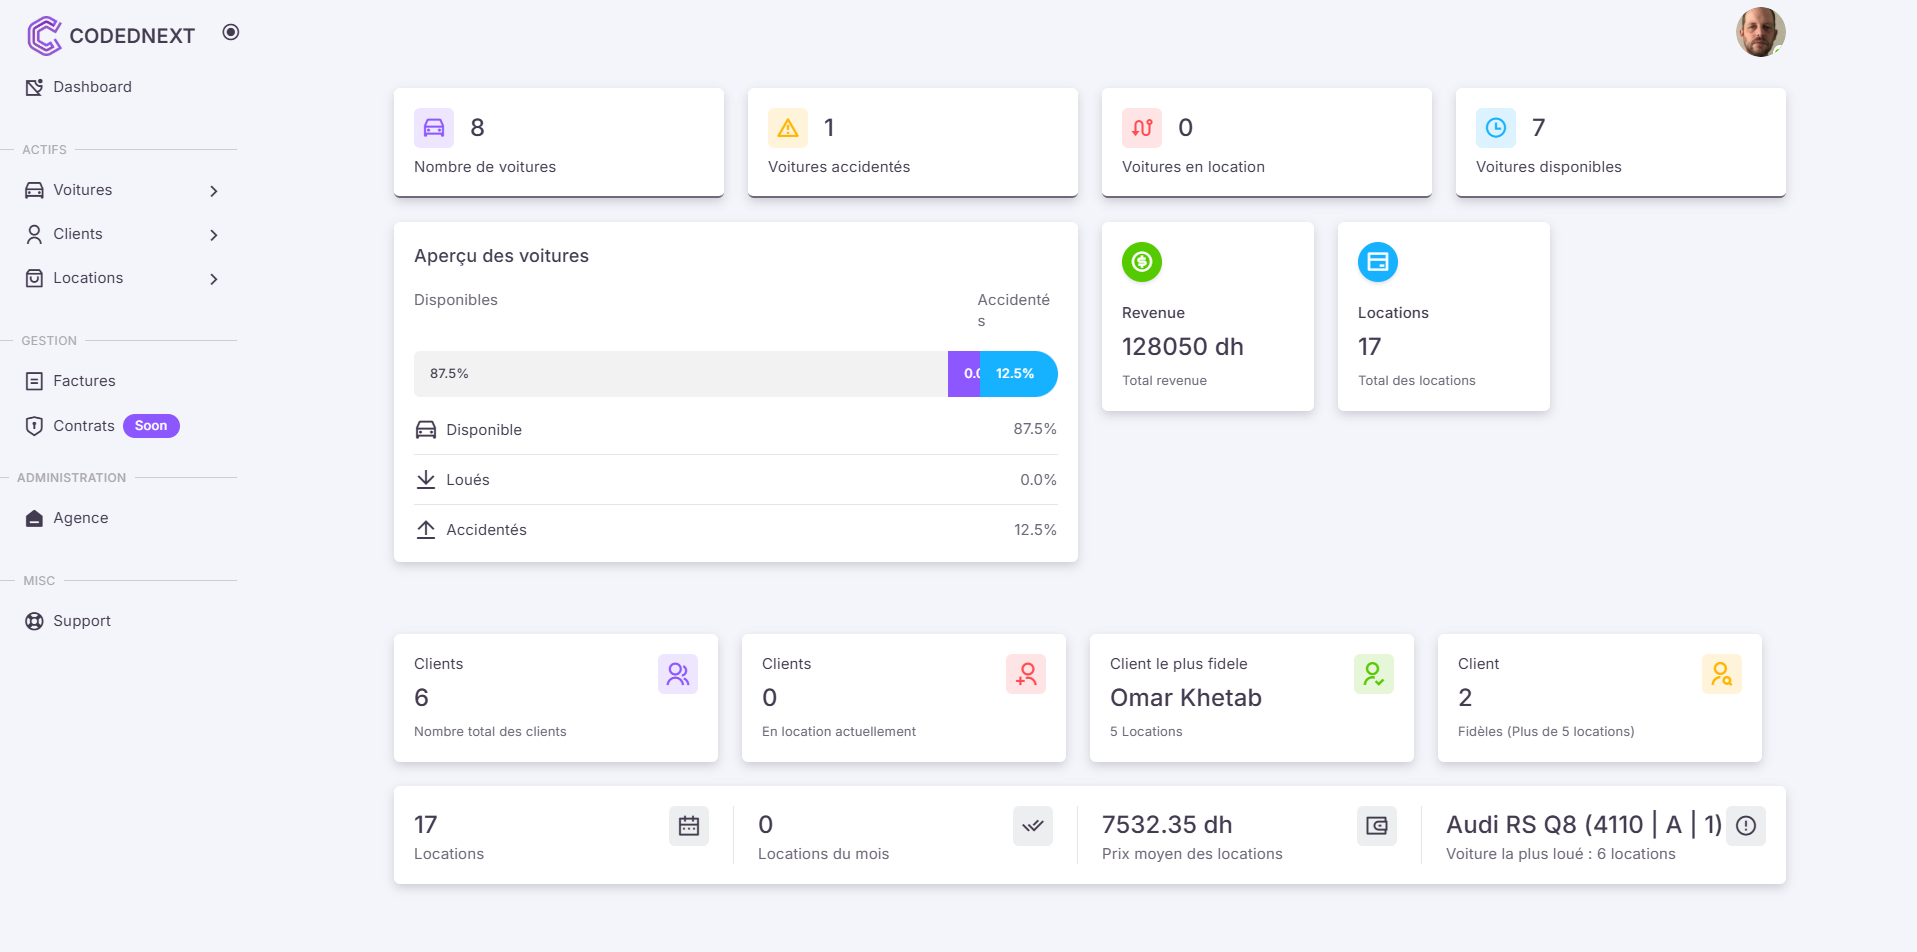 CODEDNEXT
Dashboard
ACTIFS
Voitures
Clients
Locations
GESTION
Factures
Contrats Soon
ADMINISTRATION
Agence
MISC
Support
8
Nombre de voitures
1
Voitures accidentés
0
Voitures en location
7
Voitures disponibles
Aperçu des voitures
Disponibles
Accidenté
s
87.5%
0.0
12.5%
Disponible 87.5%
Loués 0.0%
Accidentés 12.5%
Revenue
128050 dh
Total revenue
Locations
17
Total des locations
Clients
6
Nombre total des clients
Clients
0
En location actuellement
Client le plus fidele
Omar Khetab
5 Locations
Client
2
Fidèles (Plus de 5 locations)
17
Locations
0
Locations du mois
7532.35 dh
Prix moyen des locations
Audi RS Q8 (4110 | A | 1)
Voiture la plus loué : 6 locations